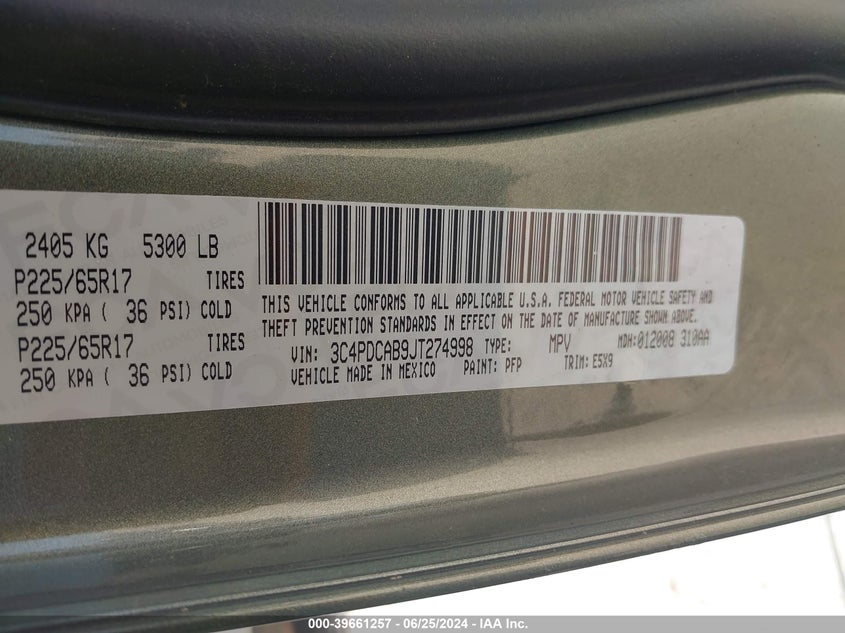 2405 KG 5300 LB
P225/65R17 TIRES
250 KPA ( 36 PSI) COLD
P225/65R17 TIRES
250 KPA ( 36 PSI) COLD
THIS VEHICLE CONFORMS TO ALL APPLICABLE U.S.A. FEDERAL MOTOR VEHICLE SAFETY AND
THEFT PREVENTION STANDARDS IN EFFECT ON THE DATE OF MANUFACTURE SHOWN ABOVE.
VIN: 3C4PDCAB9JT274998 TYPE: MPV MDH:012008 310AA
VEHICLE MADE IN MEXICO PAINT: PFP TRIM: E5X9
000-39661257 - 06/25/2024 - IAA Inc.